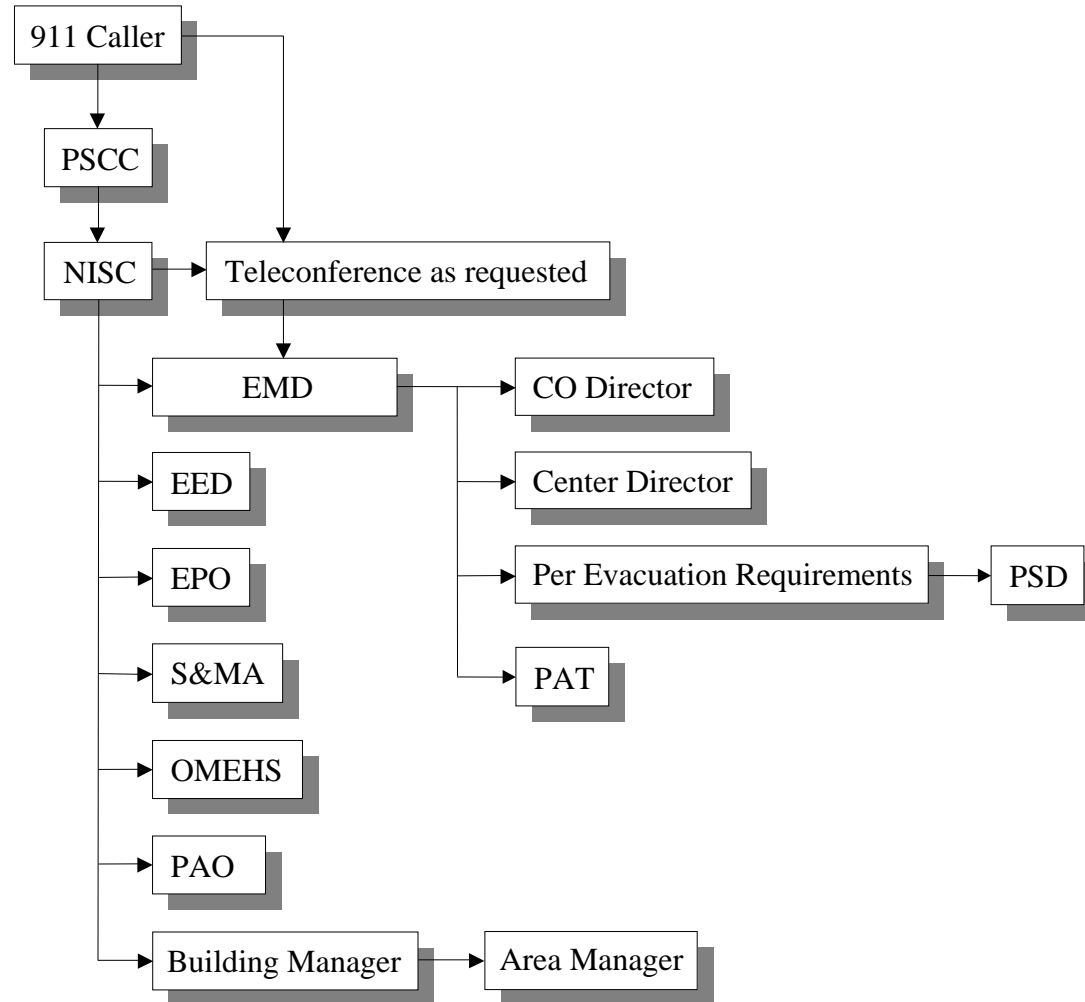 911 Caller
PSCC
NISC
Teleconference as requested
EMD
CO Director
EED
Center Director
EPO
Per Evacuation Requirements
PSD
S&MA
PAT
OMEHS
PAO
Building Manager
Area Manager